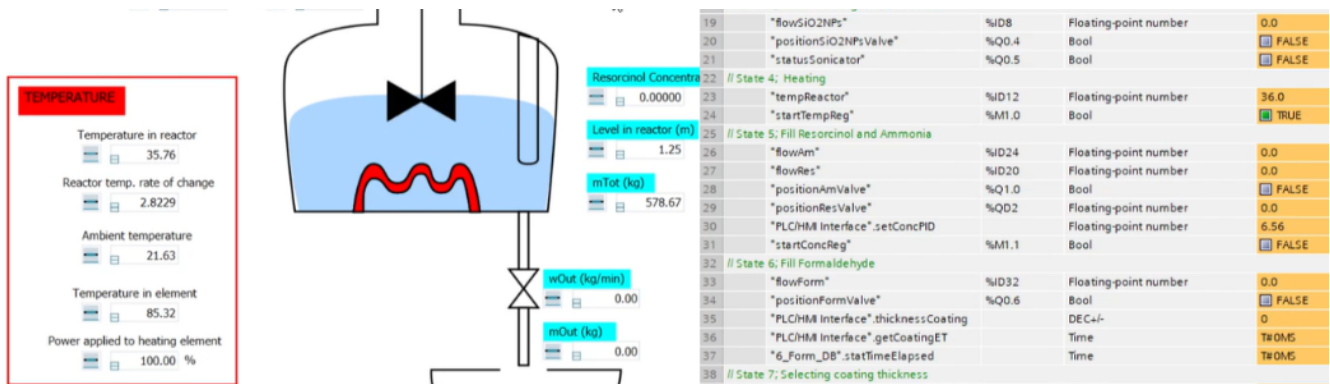 TEMPERATURE
Temperature in reactor
35.76
Reactor temp. rate of change
2.8229
Ambient temperature
21.63
Temperature in element
85.32
Power applied to heating element
100.00 %
Resorcinol Concentra
0.00000
Level in reactor (m)
1.25
mTot (kg)
578.67
wOut (kg/min)
0.00
mOut (kg)
0.00
19 "flowSiO2NPs" %ID8 Floating-point number 0.0
20 "positionSiO2NPsValve" %Q0.4 Bool FALSE
21 "statusSonicator" %Q0.5 Bool FALSE
22 // State 4; Heating
23 "tempReactor" %ID12 Floating-point number 36.0
24 "startTempReg" %M1.0 Bool TRUE
25 // State 5; Fill Resorcinol and Ammonia
26 "flowAm" %ID24 Floating-point number 0.0
27 "flowRes" %ID20 Floating-point number 0.0
28 "positionAmValve" %Q1.0 Bool FALSE
29 "positionResValve" %QD2 Floating-point number 0.0
30 "PLC/HMI Interface".setConcPID Floating-point number 6.56
31 "startConcReg" %M1.1 Bool FALSE
32 // State 6; Fill Formaldehyde
33 "flowForm" %ID32 Floating-point number 0.0
34 "positionFormValve" %Q0.6 Bool FALSE
35 "PLC/HMI Interface".thicknessCoating DEC+/- 0
36 "PLC/HMI Interface".getCoatingET Time T#0MS
37 "6_Form_DB".statTimeElapsed Time T#0MS
38 // State 7; Selecting coating thickness